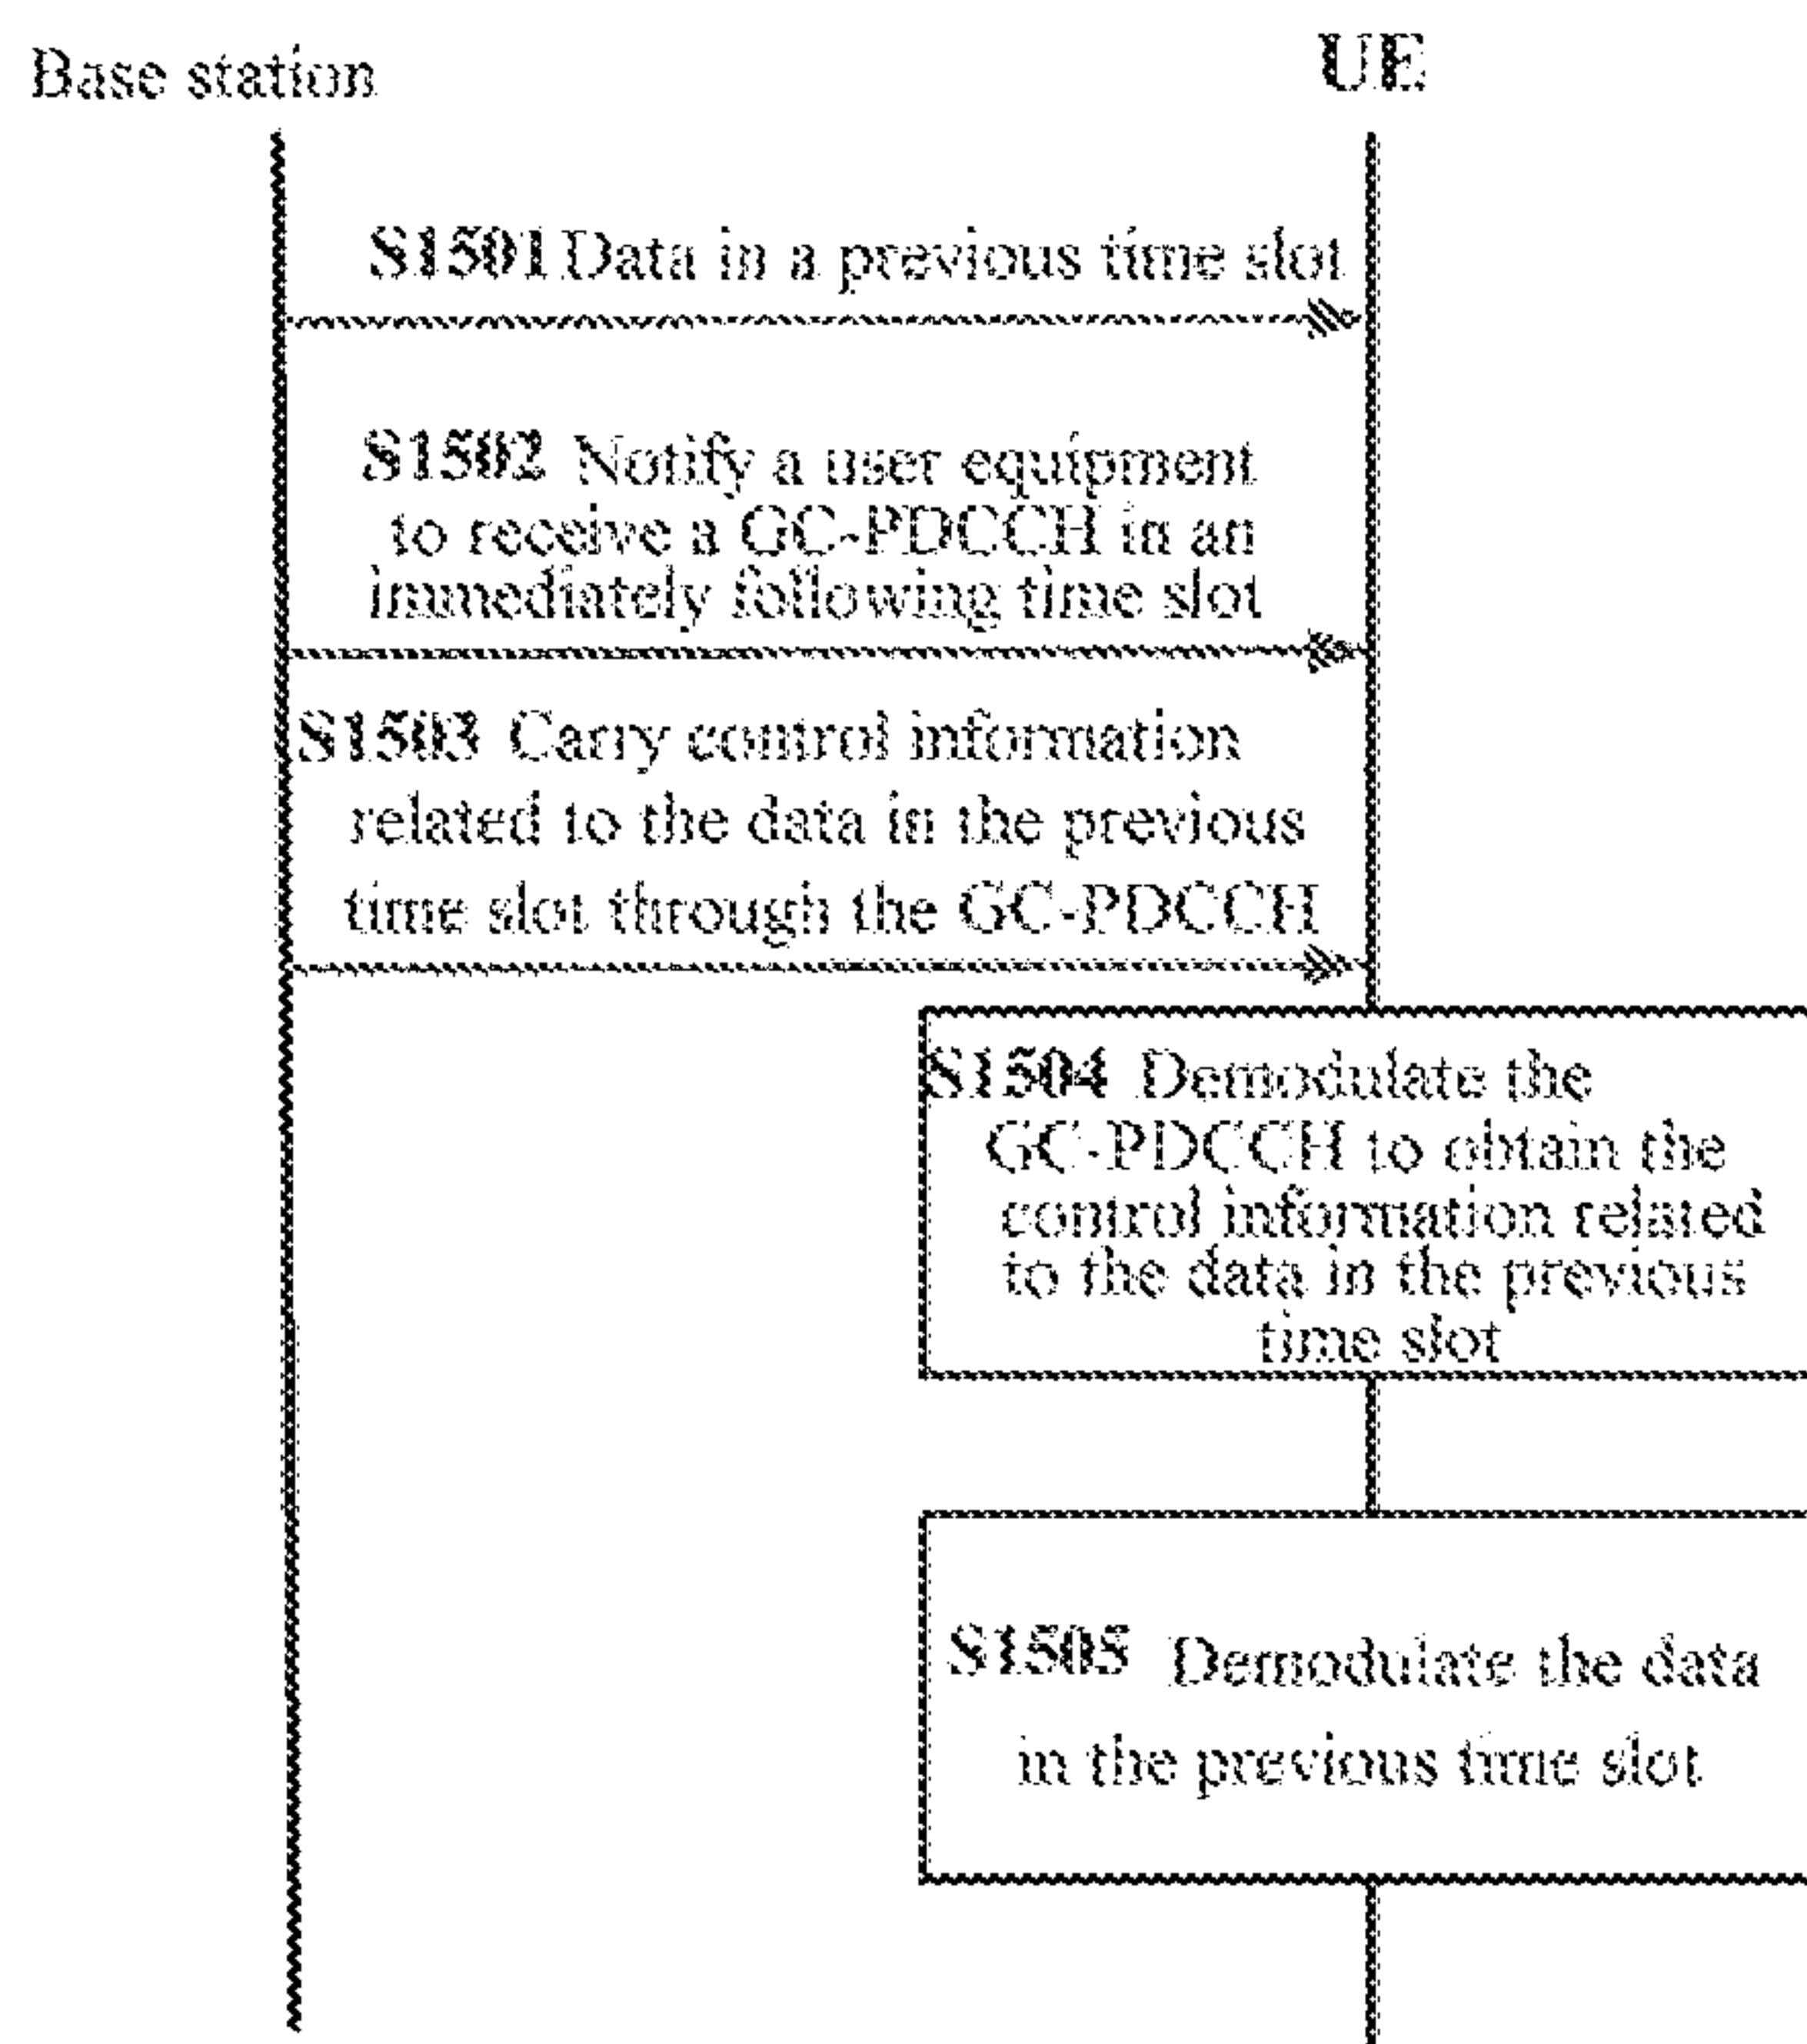 Base station
UE
S1501 Data in a previous time slot
S1502 Notify a user equipment
to receive a GC-PDCCH in an
immediately following time slot
S1503 Carry control information
related to the data in the previous
time slot through the GC-PDCCH
S1504 Demodulate the
GC-PDCCH to obtain the
control information related
to the data in the previous
time slot
S1505 Demodulate the data
in the previous time slot